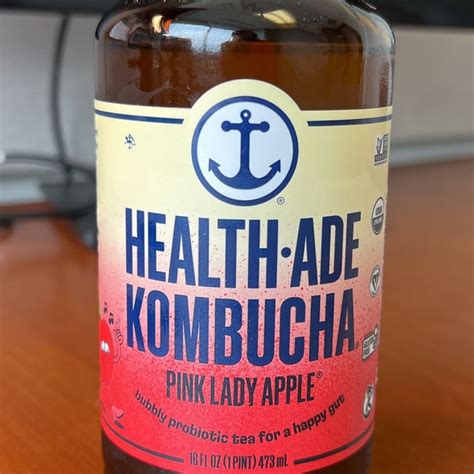 HEALTH·ADE
KOMBUCHA®
PINK LADY APPLE®
bubbly probiotic tea for a happy gut
16 FL OZ (1 PINT) 473 mL